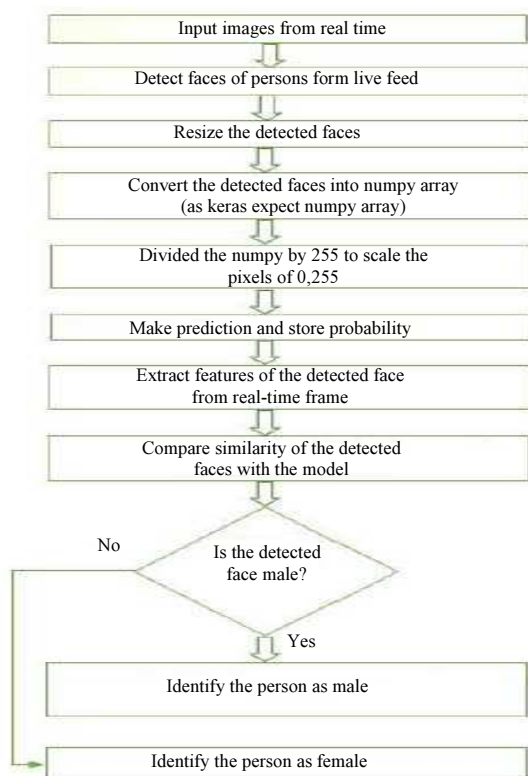 Input images from real time
Detect faces of persons form live feed
Resize the detected faces
Convert the detected faces into numpy array
(as keras expect numpy array)
Divided the numpy by 255 to scale the
pixels of 0,255
Make prediction and store probability
Extract features of the detected face
from real-time frame
Compare similarity of the detected
faces with the model
No
Is the detected
face male?
Yes
Identify the person as male
Identify the person as female